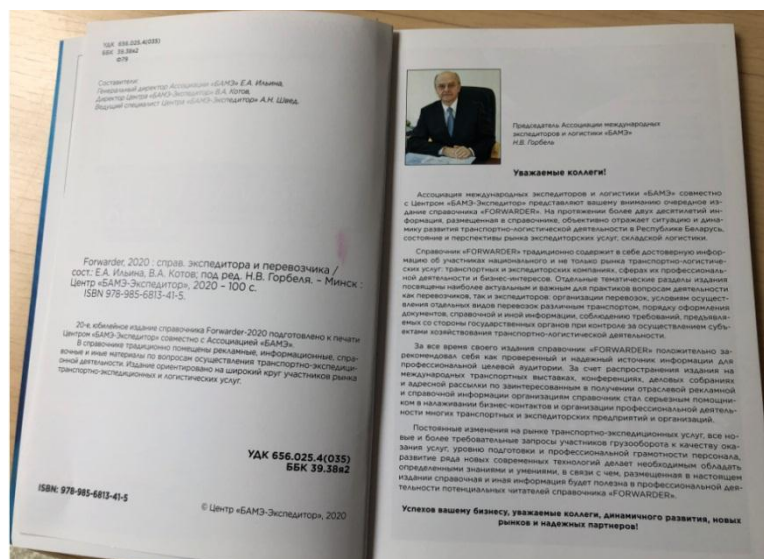 УДК 656.025.4(035)
ББК 39.38я2
Ф79
Составители:
Генеральный директор Ассоциации «БАМЭ» Е.А. Ильина,
Директор Центра «БАМЭ-Экспедитор» В.А. Котов,
Ведущий специалист Центра «БАМЭ-Экспедитор» А.Н. Швед.
Forwarder, 2020 : справ. экспедитора и перевозчика /
сост.: Е.А. Ильина, В.А. Котов; под ред. Н.В. Горбеля. – Минск :
Центр «БАМЭ-Экспедитор», 2020 – 100 с.
ISBN 978-985-6813-41-5.
20-е, юбилейное издание справочника Forwarder-2020 подготовлено к печати
Центром «БАМЭ-Экспедитор» совместно с Ассоциацией «БАМЭ».
В справочнике традиционно помещены рекламные, информационные, спра-
вочные и иные материалы по вопросам осуществления транспортно-экспедици-
онной деятельности. Издание ориентировано на широкий круг участников рынка
транспортно-экспедиционных и логистических услуг.
УДК 656.025.4(035)
ББК 39.38я2
ISBN: 978-985-6813-41-5
© Центр «БАМЭ-Экспедитор», 2020
Председатель Ассоциации международных
экспедиторов и логистики «БАМЭ»
Н.В. Горбель
Уважаемые коллеги!
Ассоциация международных экспедиторов и логистики «БАМЭ» совместно
с Центром «БАМЭ-Экспедитор» представляют вашему вниманию очередное из-
дание справочника «FORWARDER». На протяжении более двух десятилетий ин-
формация, размещенная в справочнике, объективно отражает ситуацию и дина-
мику развития транспортно-логистической деятельности в Республике Беларусь,
состояние и перспективы рынка экспедиторских услуг, складской логистики.
Справочник «FORWARDER» традиционно содержит в себе достоверную инфор-
мацию об участниках национального и не только рынка транспортно-логистиче-
ских услуг: транспортных и экспедиторских компаниях, сферах их профессиональ-
ной деятельности и бизнес-интересов. Отдельные тематические разделы издания
посвящены наиболее актуальным и важным для практиков вопросам деятельности
как перевозчиков, так и экспедиторов: организации перевозок, условиям осущест-
вления отдельных видов перевозок различным транспортом, порядку оформления
документов, справочной и иной информации, соблюдению требований, предъявля-
емых со стороны государственных органов при контроле за осуществлением субъ-
ектами хозяйствования транспортно-логистической деятельности.
За все время своего издания справочник «FORWARDER» положительно за-
рекомендовал себя как проверенный и надежный источник информации для
профессиональной целевой аудитории. За счет распространения издания на
международных транспортных выставках, конференциях, деловых собраниях
и адресной рассылки по заинтересованным в получении отраслевой рекламной
и справочной информации организациям справочник стал серьезным помощни-
ком в налаживании бизнес-контактов и организации профессиональной деятель-
ности многих транспортных и экспедиторских предприятий и организаций.
Постоянные изменения на рынке транспортно-экспедиционных услуг, все но-
вые и более требовательные запросы участников грузооборота к качеству ока-
зания услуг, уровню подготовки и профессиональной грамотности персонала,
развитие ряда новых современных технологий делает необходимым обладать
определенными знаниями и умениями, в связи с чем, размещенная в настоящем
издании справочная и иная информация будет полезна в профессиональной дея-
тельности потенциальных читателей справочника «FORWARDER».
Успехов вашему бизнесу, уважаемые коллеги, динамичного развития, новых
рынков и надежных партнеров!